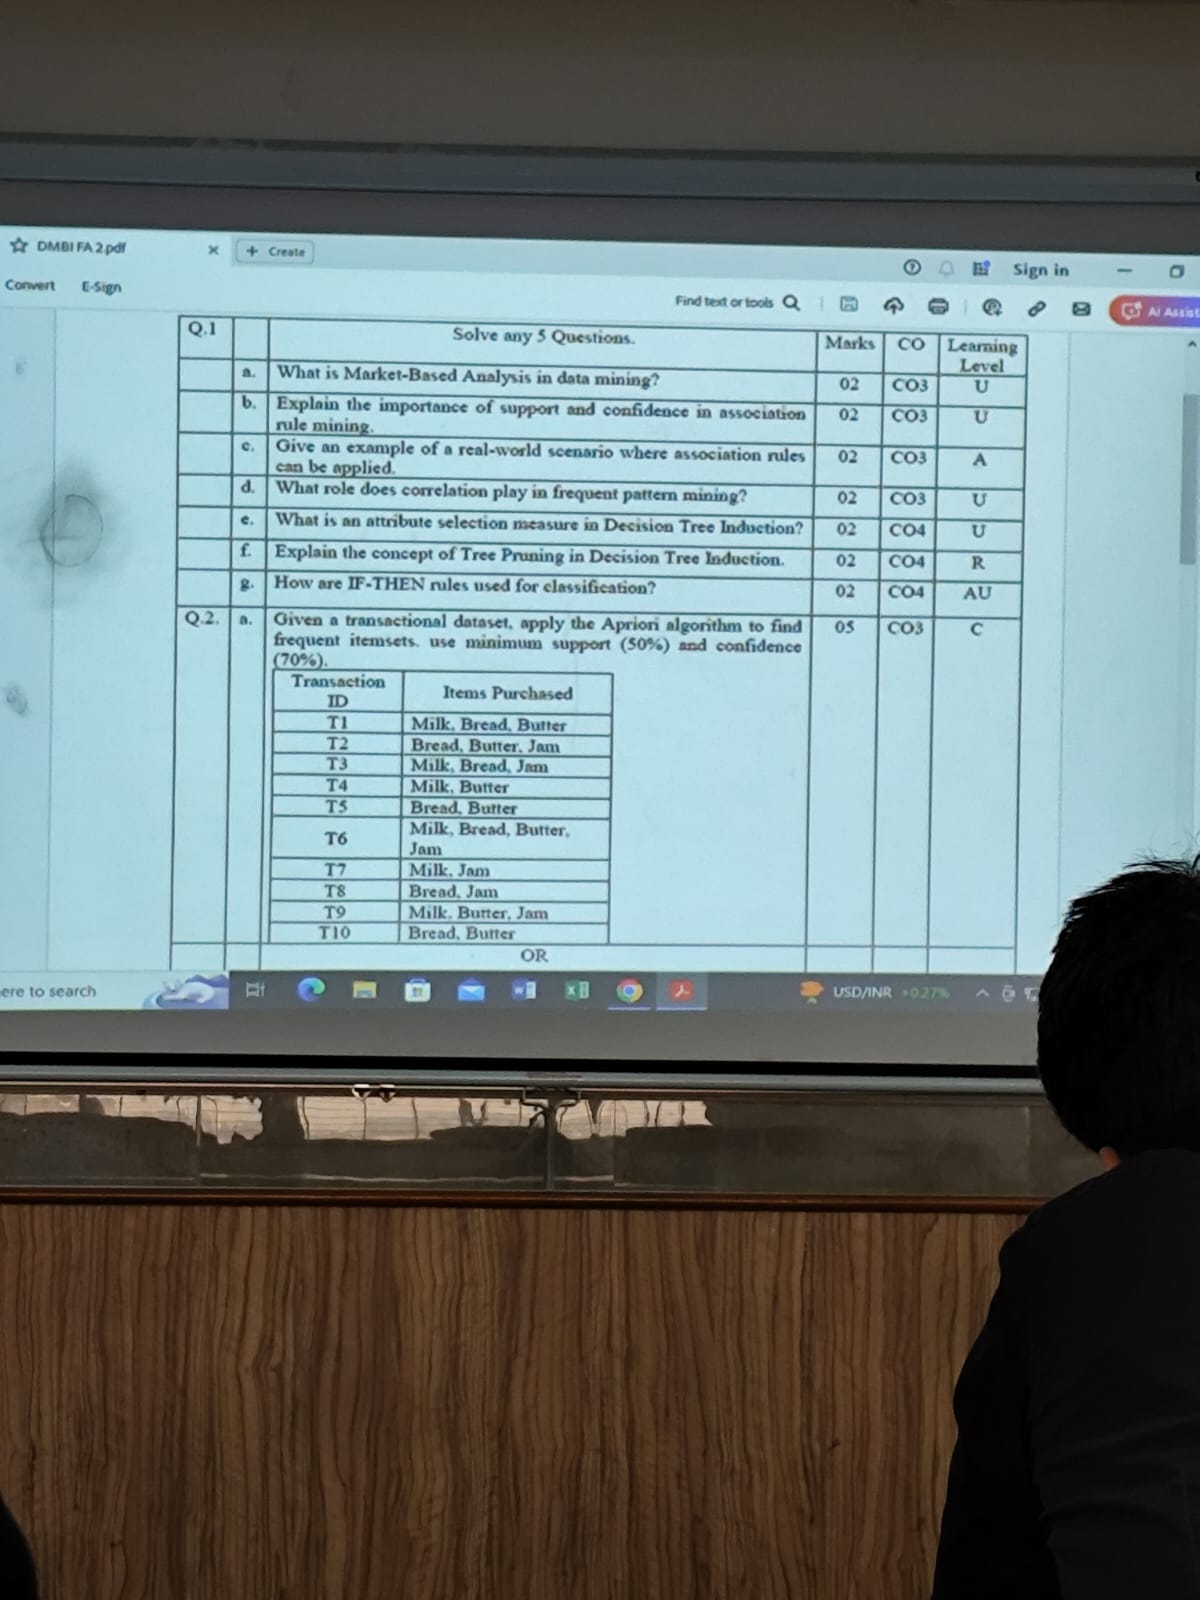 DMBI FA 2.pdf
Create
Sign in
Convert E-Sign
Find text or tools
AI Assist
Q.1 Solve any 5 Questions. Marks CO Learning
Level
a. What is Market-Based Analysis in data mining? 02 CO3 U
b. Explain the importance of support and confidence in association 02 CO3 U
rule mining.
c. Give an example of a real-world scenario where association rules 02 CO3 A
can be applied.
d. What role does correlation play in frequent pattern mining? 02 CO3 U
e. What is an attribute selection measure in Decision Tree Induction? 02 CO4 U
f. Explain the concept of Tree Pruning in Decision Tree Induction. 02 CO4 R
g. How are IF-THEN rules used for classification? 02 CO4 AU
Q.2. a. Given a transactional dataset, apply the Apriori algorithm to find 05 CO3 C
frequent itemsets. use minimum support (50%) and confidence
(70%).
Transaction
ID Items Purchased
T1 Milk, Bread, Butter
T2 Bread, Butter, Jam
T3 Milk, Bread, Jam
T4 Milk, Butter
T5 Bread, Butter
T6 Milk, Bread, Butter,
Jam
T7 Milk, Jam
T8 Bread, Jam
T9 Milk, Butter, Jam
T10 Bread, Butter
OR
ere to search
USD/INR +0.27%